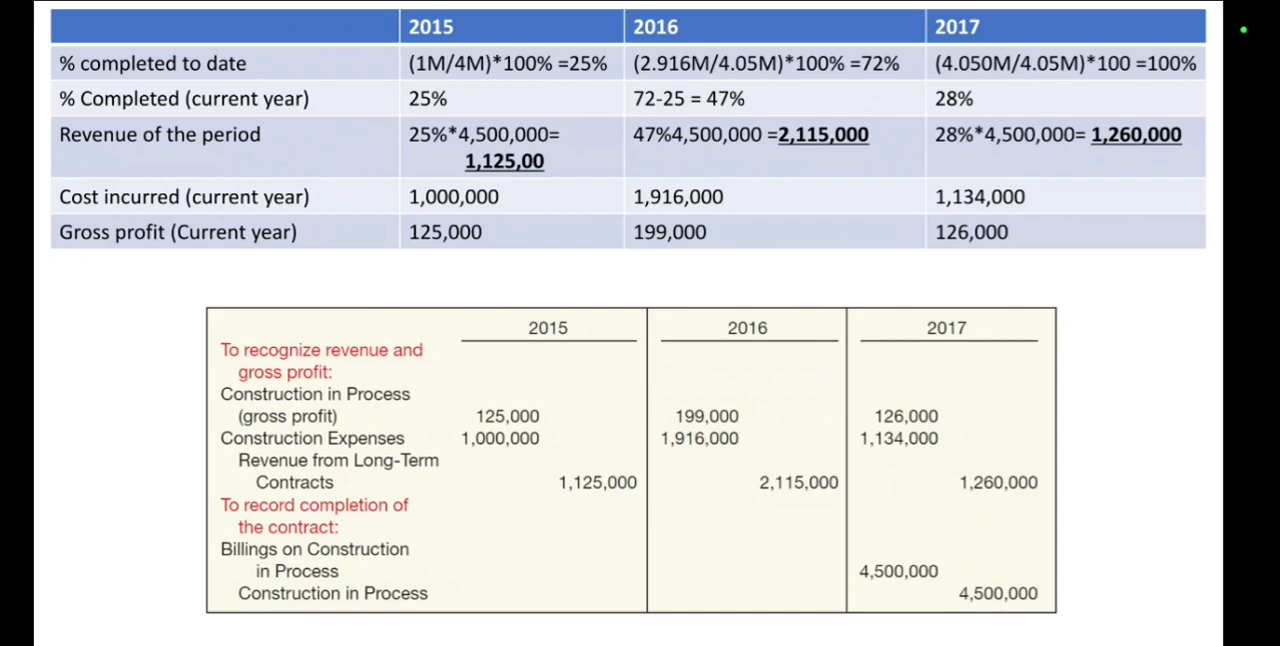 2015 2016 2017
% completed to date (1M/4M)*100% =25% (2.916M/4.05M)*100% =72% (4.050M/4.05M)*100 =100%
% Completed (current year) 25% 72-25 = 47% 28%
Revenue of the period 25%*4,500,000= 47%4,500,000 =2,115,000 28%*4,500,000= 1,260,000
1,125,00
Cost incurred (current year) 1,000,000 1,916,000 1,134,000
Gross profit (Current year) 125,000 199,000 126,000
2015 2016 2017
To recognize revenue and
gross profit:
Construction in Process
(gross profit) 125,000 199,000 126,000
Construction Expenses 1,000,000 1,916,000 1,134,000
Revenue from Long-Term
Contracts 1,125,000 2,115,000 1,260,000
To record completion of
the contract:
Billings on Construction
in Process 4,500,000
Construction in Process 4,500,000